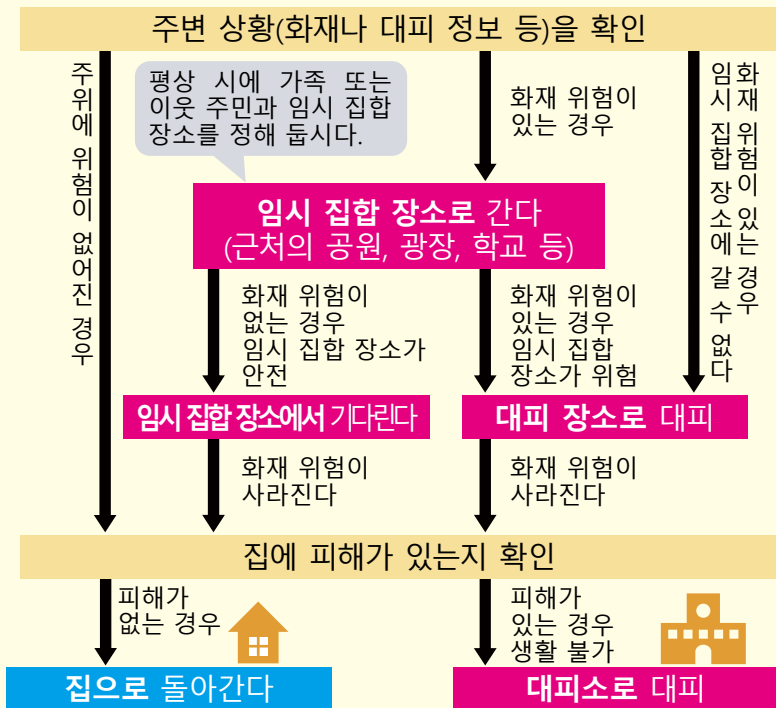 주변 상황(화재나 대피 정보 등)을 확인
주위에 위험이 없어진 경우
평상 시에 가족 또는
이웃 주민과 임시 집합
장소를 정해 둡시다.
화재 위험이
있는 경우
화재 위험이 있는 경우
임시 집합 장소에 갈 수 없다
임시 집합 장소로 간다
(근처의 공원, 광장, 학교 등)
화재 위험이
없는 경우
임시 집합 장소가
안전
화재 위험이
있는 경우
임시 집합
장소가 위험
임시 집합 장소에서 기다린다
대피 장소로 대피
화재 위험이
사라진다
화재 위험이
사라진다
집에 피해가 있는지 확인
피해가
없는 경우
피해가
있는 경우
생활 불가
집으로 돌아간다
대피소로 대피